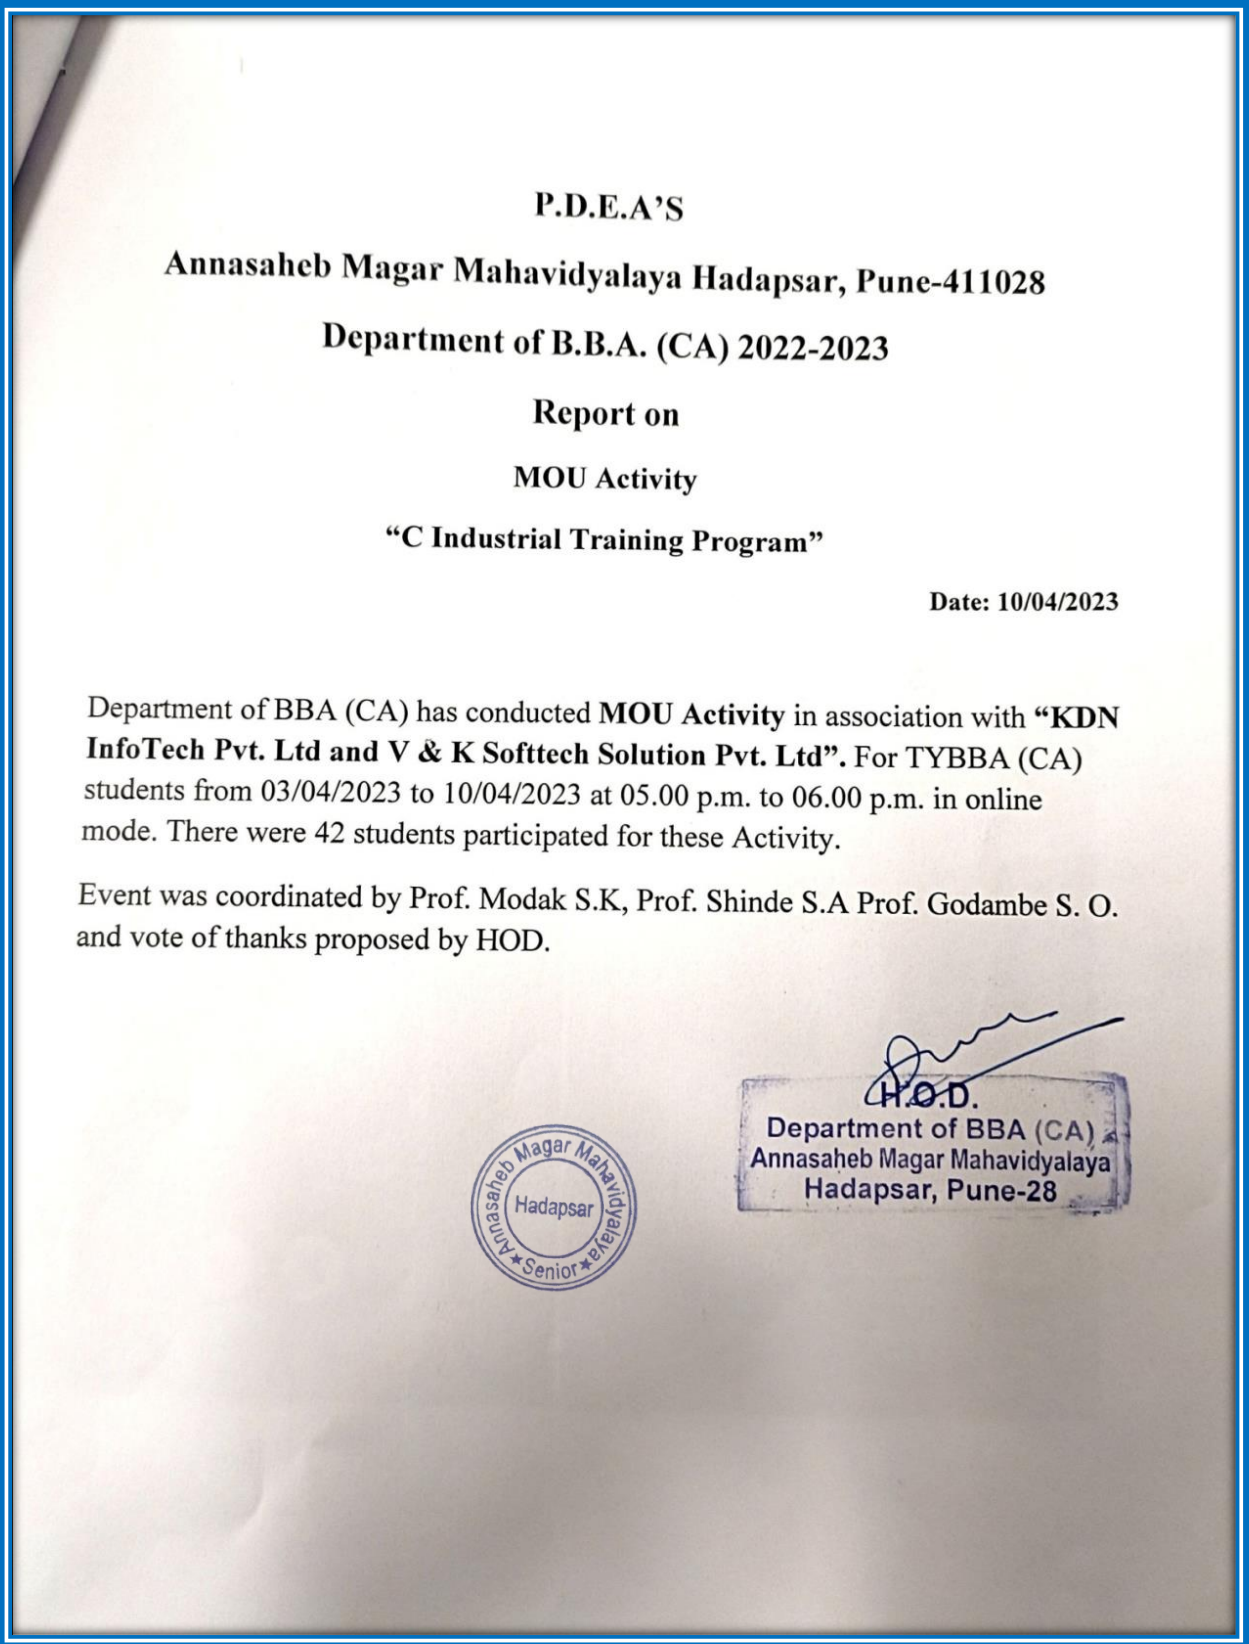 P.D.E.A’S
Annasaheb Magar Mahavidyalaya Hadapsar, Pune-411028
Department of B.B.A. (CA) 2022-2023
Report on
MOU Activity
“C Industrial Training Program”
Date: 10/04/2023
Department of BBA (CA) has conducted MOU Activity in association with “KDN
InfoTech Pvt. Ltd and V & K Softtech Solution Pvt. Ltd”. For TYBBA (CA)
students from 03/04/2023 to 10/04/2023 at 05.00 p.m. to 06.00 p.m. in online
mode. There were 42 students participated for these Activity.
Event was coordinated by Prof. Modak S.K, Prof. Shinde S.A Prof. Godambe S. O.
and vote of thanks proposed by HOD.
H.O.D.
Department of BBA (CA)
Annasaheb Magar Mahavidyalaya
Hadapsar, Pune-28
Annasaheb Magar Mahavidyalaya
Hadapsar
★ Senior ★